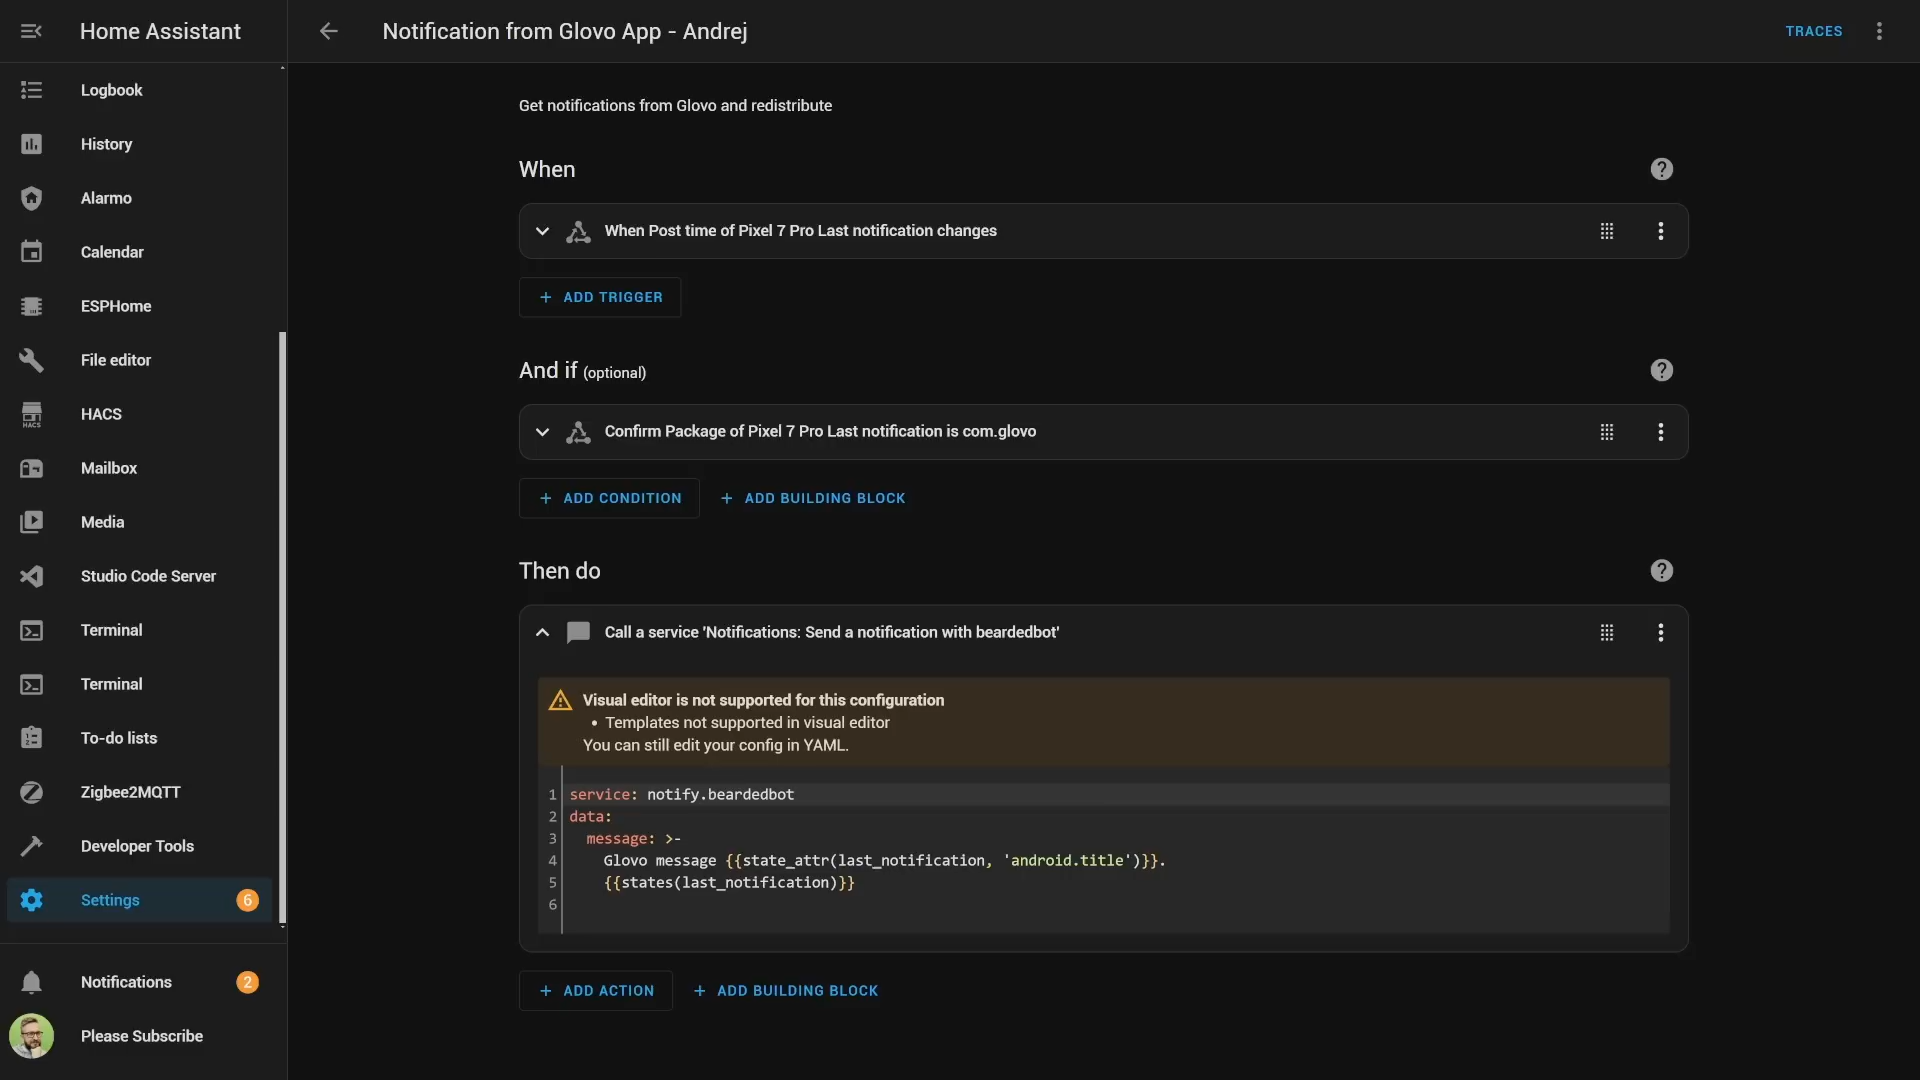 Home Assistant
Logbook
History
Alarmo
Calendar
ESPHome
File editor
HACS
HACS
Mailbox
Media
Studio Code Server
Terminal
Terminal
To-do lists
Zigbee2MQTT
Developer Tools
Settings 6
Notifications 2
Please Subscribe
Notification from Glovo App - Andrej
TRACES
Get notifications from Glovo and redistribute
When
When Post time of Pixel 7 Pro Last notification changes
+ ADD TRIGGER
And if (optional)
Confirm Package of Pixel 7 Pro Last notification is com.glovo
+ ADD CONDITION + ADD BUILDING BLOCK
Then do
Call a service 'Notifications: Send a notification with beardedbot'
Visual editor is not supported for this configuration
• Templates not supported in visual editor
You can still edit your config in YAML.
1 service: notify.beardedbot
2 data:
3 message: >-
4 Glovo message {{state_attr(last_notification, 'android.title')}}.
5 {{states(last_notification)}}
6
+ ADD ACTION + ADD BUILDING BLOCK